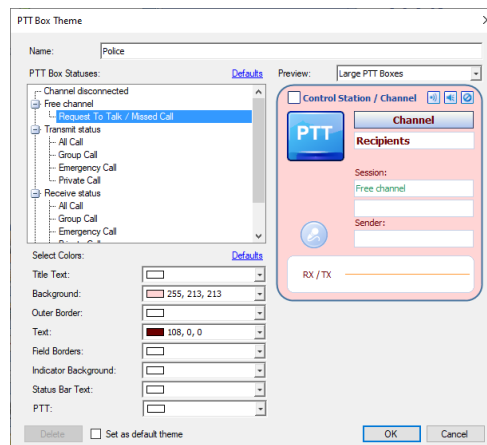 PTT Box Theme
Name: Police
PTT Box Statuses: Defaults Preview: Large PTT Boxes
Channel disconnected
Free channel
Request To Talk / Missed Call
Transmit status
All Call
Group Call
Emergency Call
Private Call
Receive status
All Call
Group Call
Emergency Call
Control Station / Channel
PTT
Channel
Recipients
Session:
Free channel
Sender:
RX / TX
Select Colors: Defaults
Title Text:
Background: 255, 213, 213
Outer Border:
Text: 108, 0, 0
Field Borders:
Indicator Background:
Status Bar Text:
PTT:
Delete Set as default theme OK Cancel